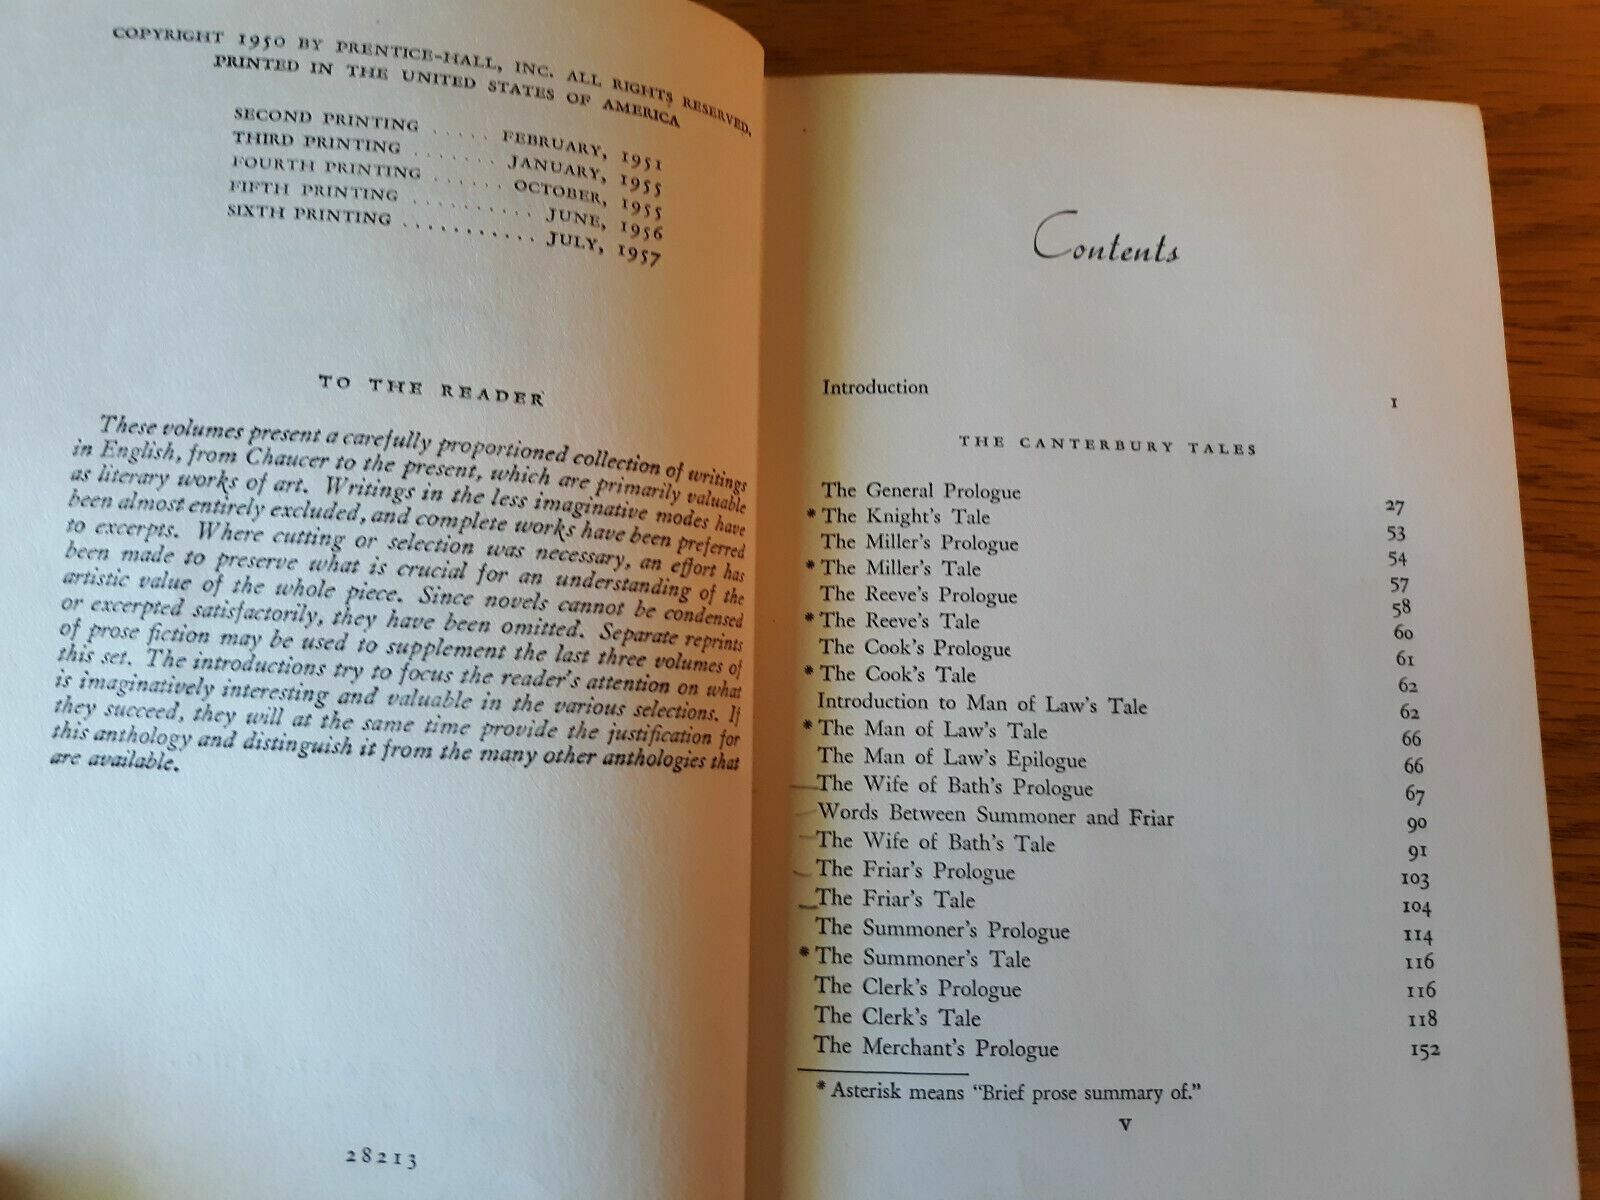 COPYRIGHT 1950 BY PRENTICE-HALL, INC. ALL RIGHTS RESERVED.
PRINTED IN THE UNITED STATES OF AMERICA
SECOND PRINTING ..... FEBRUARY, 1951
THIRD PRINTING ....... JANUARY, 1955
FOURTH PRINTING ...... OCTOBER, 1955
FIFTH PRINTING .......... JUNE, 1956
SIXTH PRINTING ........... JULY, 1957
TO THE READER
These volumes present a carefully proportioned collection of writings
in English, from Chaucer to the present, which are primarily valuable
as literary works of art. Writings in the less imaginative modes have
been almost entirely excluded, and complete works have been preferred
to excerpts. Where cutting or selection was necessary, an effort has
been made to preserve what is crucial for an understanding of the
artistic value of the whole piece. Since novels cannot be condensed
or excerpted satisfactorily, they have been omitted. Separate reprints
of prose fiction may be used to supplement the last three volumes of
this set. The introductions try to focus the reader's attention on what
is imaginatively interesting and valuable in the various selections. If
they succeed, they will at the same time provide the justification for
this anthology and distinguish it from the many other anthologies that
are available.
28213
Contents
Introduction 1
THE CANTERBURY TALES
The General Prologue 27
* The Knight's Tale 53
The Miller's Prologue 54
* The Miller's Tale 57
The Reeve's Prologue 58
* The Reeve's Tale 60
The Cook's Prologue 61
* The Cook's Tale 62
Introduction to Man of Law's Tale 62
* The Man of Law's Tale 66
The Man of Law's Epilogue 66
The Wife of Bath's Prologue 67
Words Between Summoner and Friar 90
The Wife of Bath's Tale 91
The Friar's Prologue 103
The Friar's Tale 104
The Summoner's Prologue 114
* The Summoner's Tale 116
The Clerk's Prologue 116
The Clerk's Tale 118
The Merchant's Prologue 152
* Asterisk means "Brief prose summary of."
V